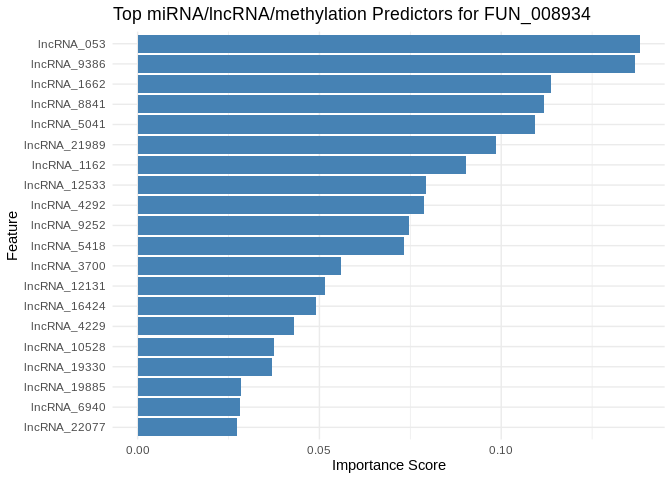 Top miRNA/lncRNA/methylation Predictors for FUN_008934
Feature
lncRNA_053
lncRNA_9386
lncRNA_1662
lncRNA_8841
lncRNA_5041
lncRNA_21989
lncRNA_1162
lncRNA_12533
lncRNA_4292
lncRNA_9252
lncRNA_5418
lncRNA_3700
lncRNA_12131
lncRNA_16424
lncRNA_4229
lncRNA_10528
lncRNA_19330
lncRNA_19885
lncRNA_6940
lncRNA_22077
0.00 0.05 0.10
Importance Score